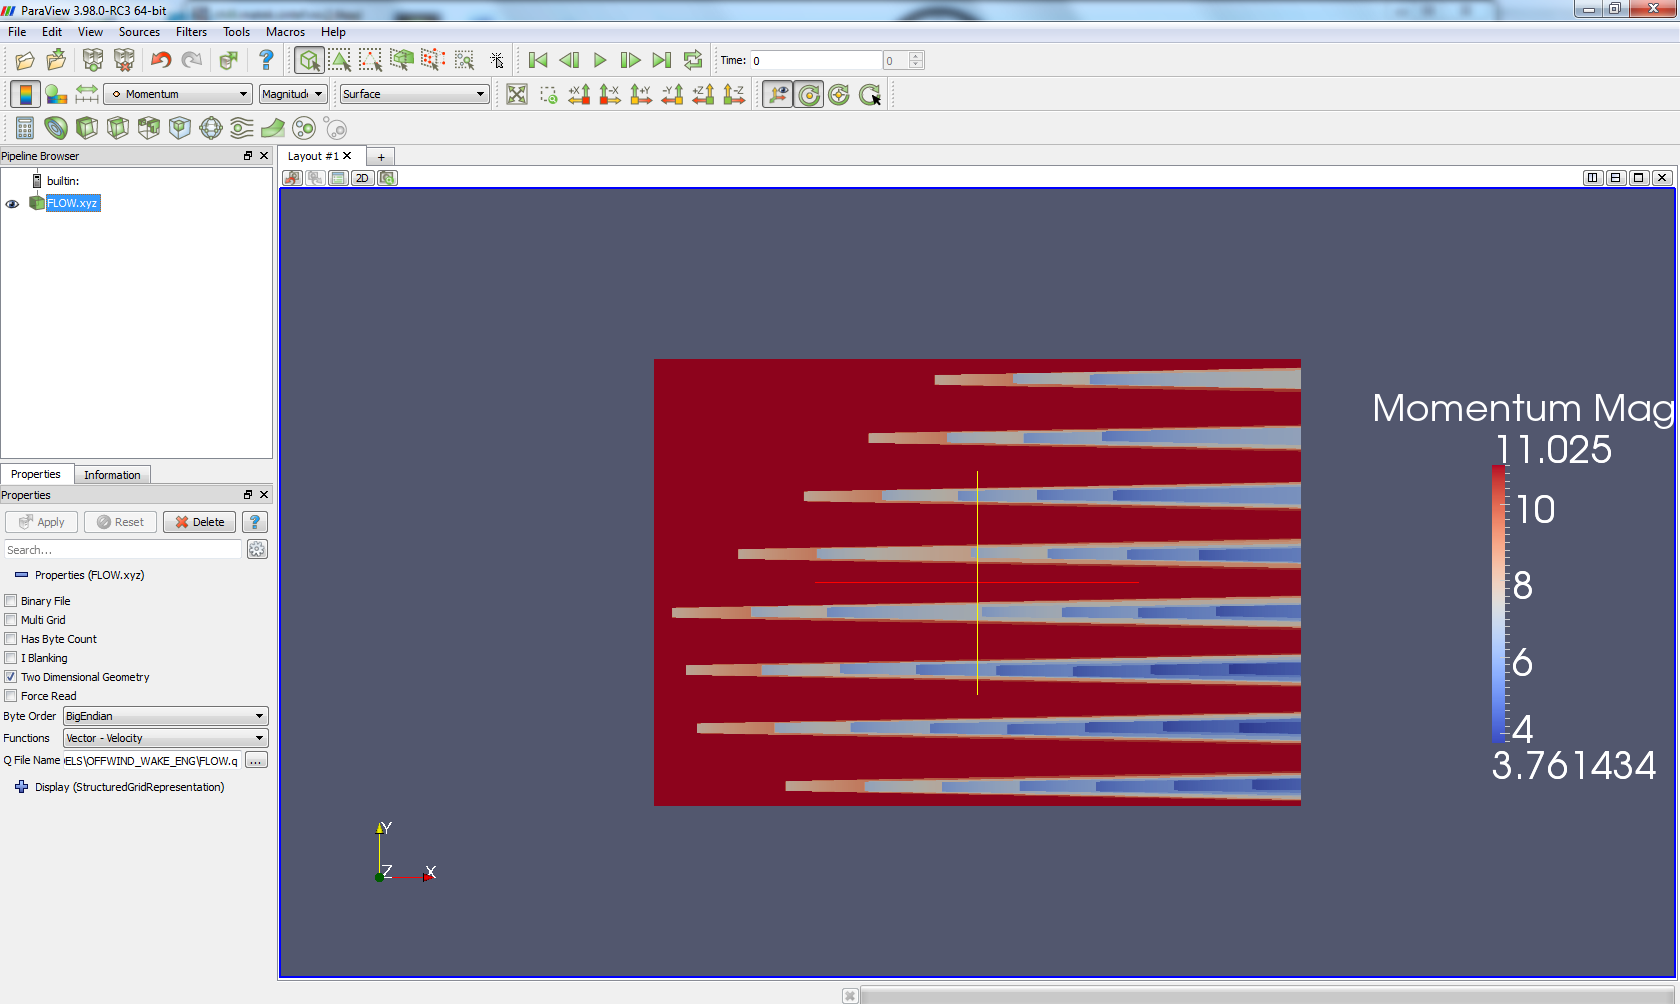 ParaView 3.98.0-RC3 64-bit
File Edit View Sources Filters Tools Macros Help
Time: 0 0
Momentum Magnitude Surface
+X -X +Y -Y +Z -Z
Pipeline Browser
builtin:
FLOW.xyz
Layout #1
2D
Momentum Mag
11.025
10
8
6
4
3.761434
Y
Z X
Properties Information
Properties
Apply Reset Delete ?
Search...
Properties (FLOW.xyz)
Binary File
Multi Grid
Has Byte Count
I Blanking
Two Dimensional Geometry
Force Read
Byte Order BigEndian
Functions Vector - Velocity
Q File Name ELS\OFFWIND_WAKE_ENG\FLOW.q ...
Display (StructuredGridRepresentation)